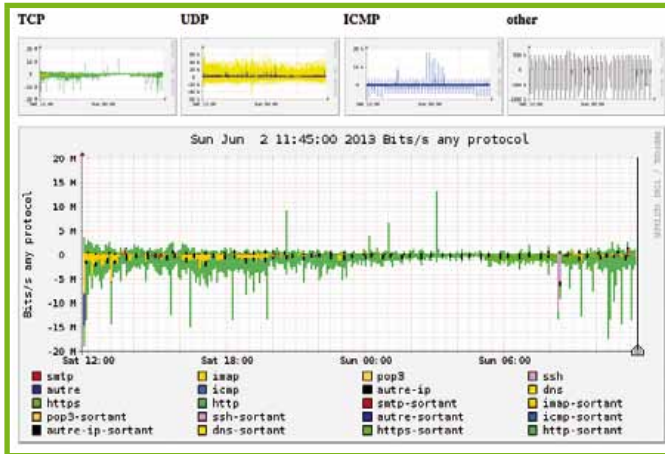 TCP UDP ICMP other
Sun Jun 2 11:45:00 2013 Bits/s any protocol
Bits/s any protocol
20 M
15 M
10 M
5 M
0
-5 M
-10 M
-15 M
-20 M
Sat 12:00 Sat 18:00 Sun 00:00 Sun 06:00
smtp imap pop3 ssh
autre icmp autre-ip dns
https http smtp-sortant imap-sortant
pop3-sortant ssh-sortant autre-sortant icmp-sortant
autre-ip-sortant dns-sortant https-sortant http-sortant